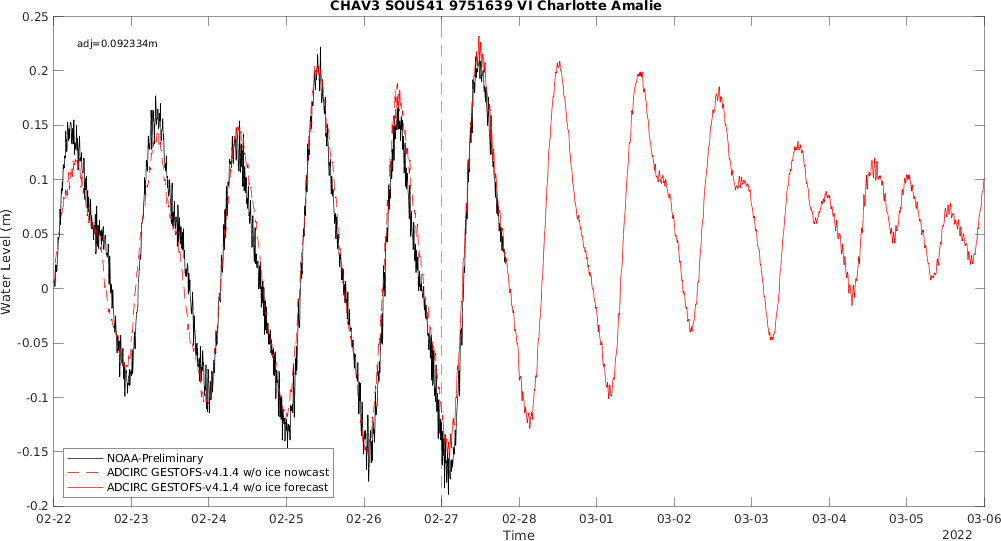 CHAV3 SOUS41 9751639 VI Charlotte Amalie
adj=0.092334m
0.25
0.2
0.15
0.1
0.05
0
-0.05
-0.1
-0.15
-0.2
Water Level (m)
NOAA-Preliminary
ADCIRC GESTOFS-v4.1.4 w/o ice nowcast
ADCIRC GESTOFS-v4.1.4 w/o ice forecast
02-22 02-23 02-24 02-25 02-26 02-27 02-28 03-01 03-02 03-03 03-04 03-05 03-06
Time
2022